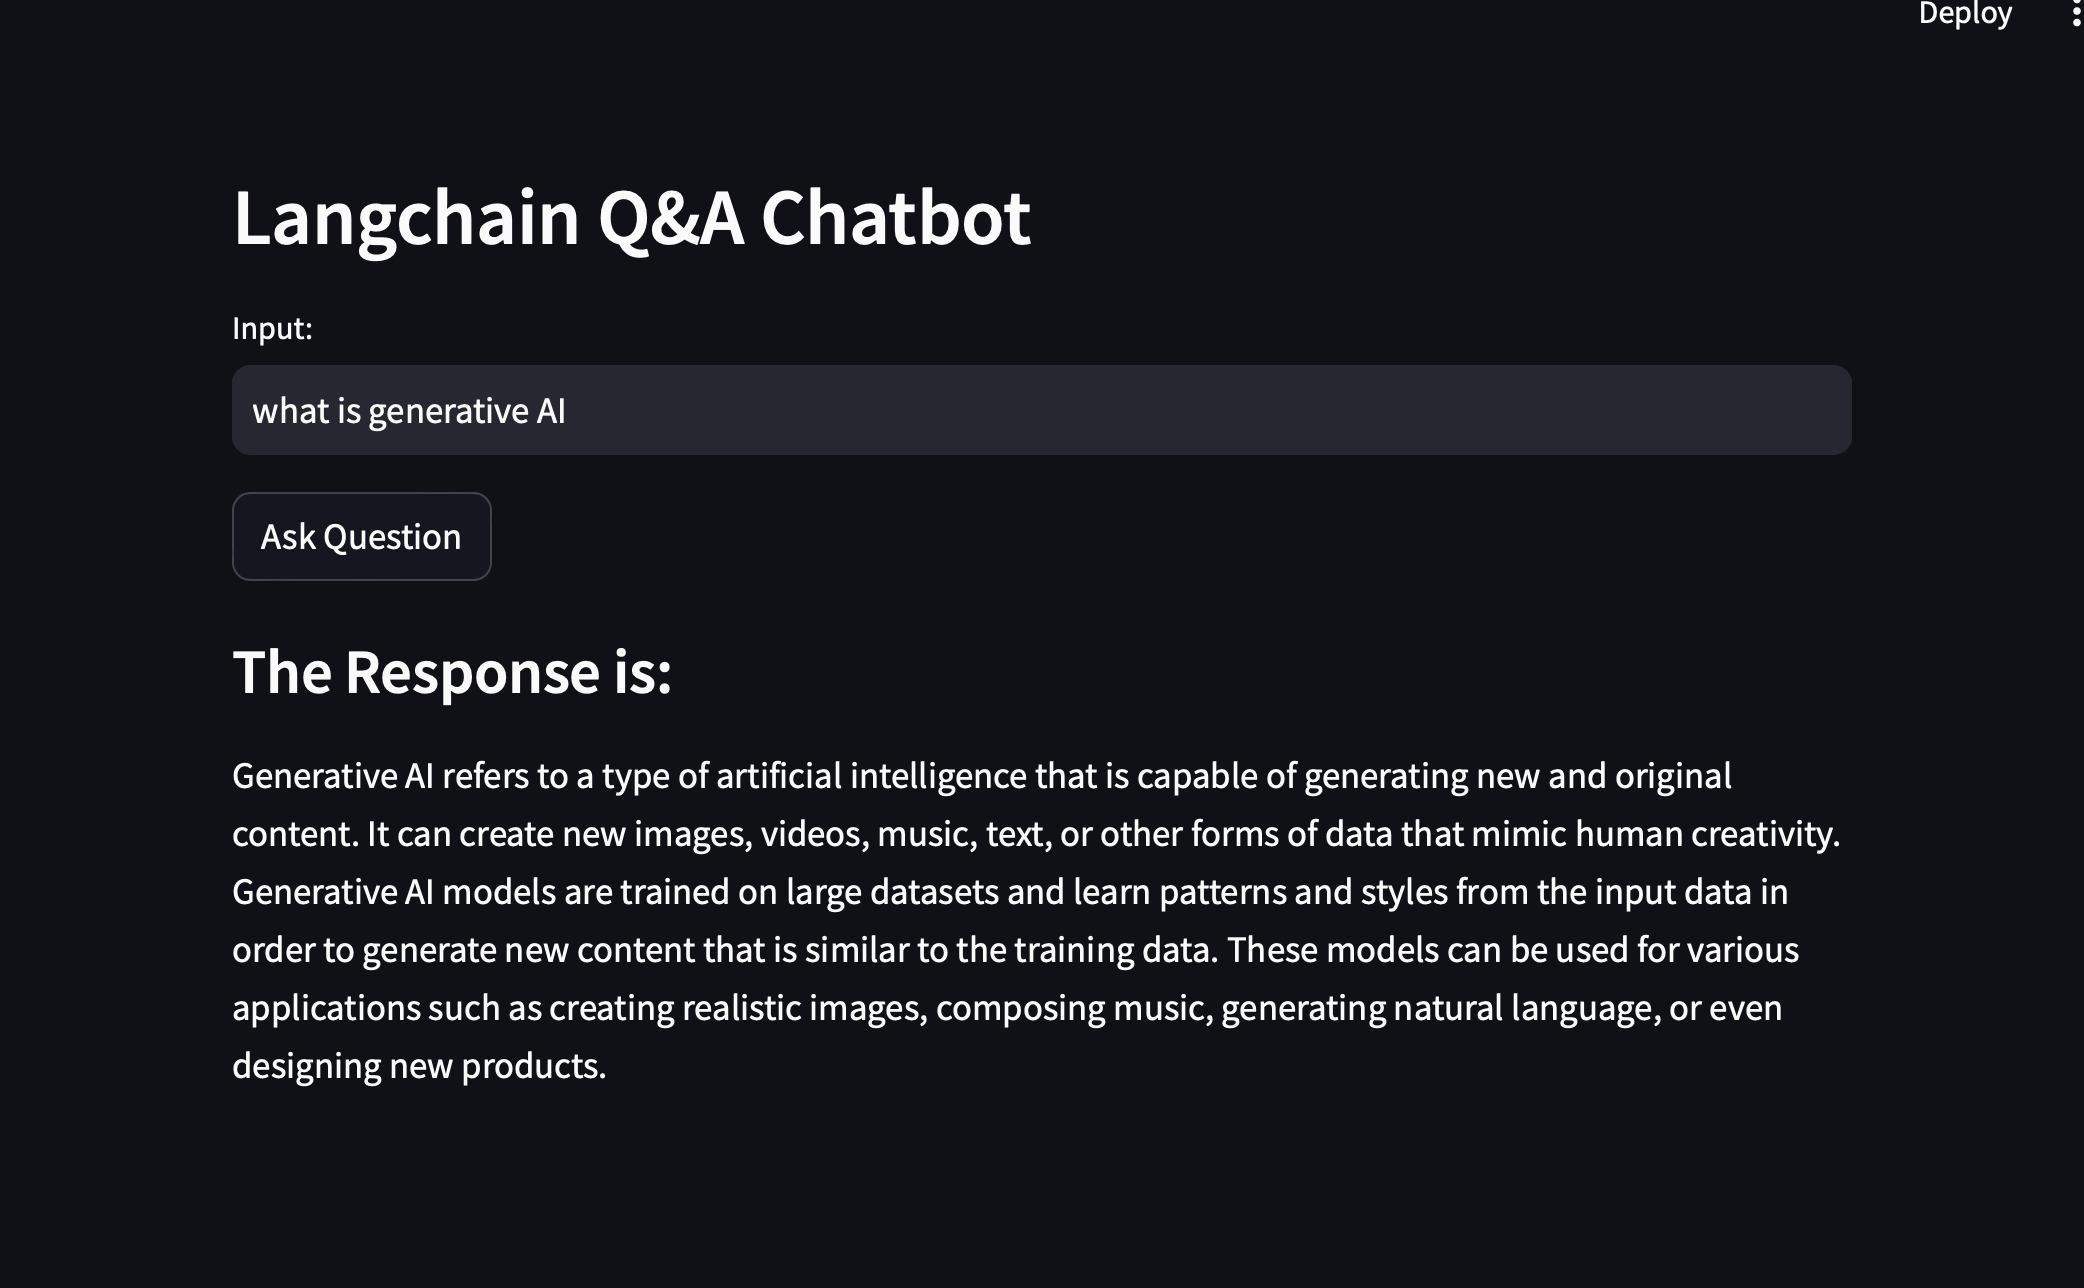 Deploy
Langchain Q&A Chatbot
Input:
what is generative AI
Ask Question
The Response is:
Generative AI refers to a type of artificial intelligence that is capable of generating new and original
content. It can create new images, videos, music, text, or other forms of data that mimic human creativity.
Generative AI models are trained on large datasets and learn patterns and styles from the input data in
order to generate new content that is similar to the training data. These models can be used for various
applications such as creating realistic images, composing music, generating natural language, or even
designing new products.